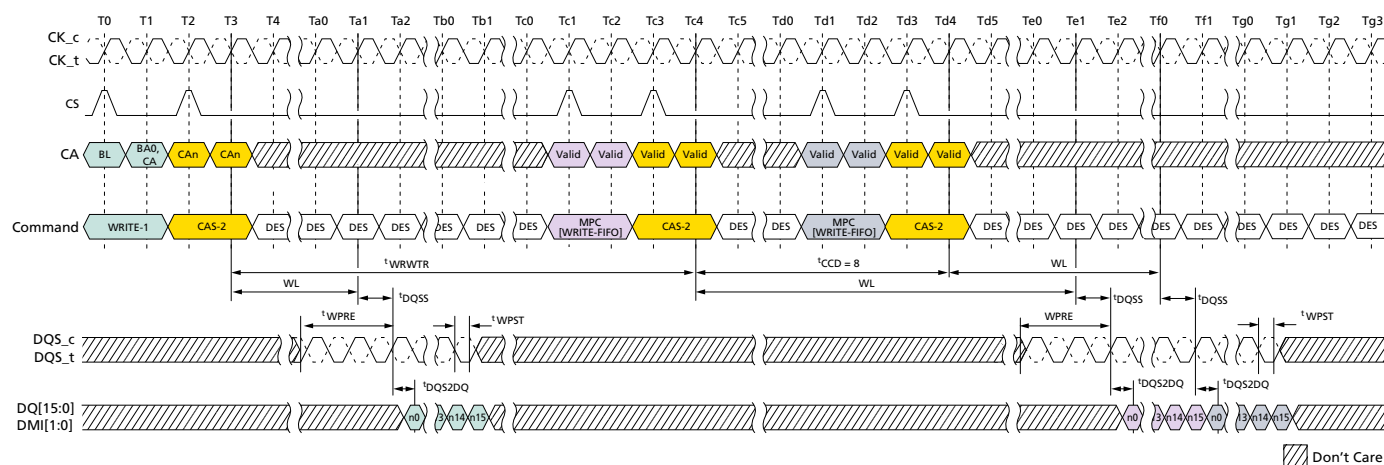 T0 T1 T2 T3 T4 Ta0 Ta1 Ta2 Tb0 Tb1 Tc0 Tc1 Tc2 Tc3 Tc4 Tc5 Td0 Td1 Td2 Td3 Td4 Td5 Te0 Te1 Te2 Tf0 Tf1 Tg0 Tg1 Tg2 Tg3
CK_c
CK_t
CS
CA BL BA0, CA CAn CAn Valid Valid Valid Valid Valid Valid Valid Valid
Command WRITE-1 CAS-2 DES DES DES DES DES DES DES MPC [WRITE-FIFO] CAS-2 DES DES DES MPC [WRITE-FIFO] CAS-2 DES DES DES DES DES DES DES DES DES DES
tWRWTR tCCD = 8 WL
WL tDQSS WL tDQSS tDQSS
tWPRE tWPST WPRE tWPST
DQS_c
DQS_t
tDQS2DQ tDQS2DQ tDQS2DQ
DQ[15:0]
DMI[1:0]
n0 3 n14 n15 n0 3 n14 n15 n0 13 n14 n15
Don't Care